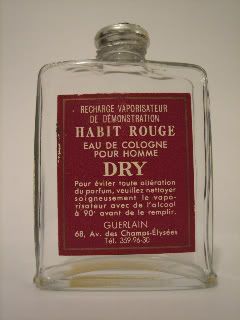 RECHARGE VAPORISATEUR
DE DÉMONSTRATION
HABIT ROUGE
EAU DE COLOGNE
POUR HOMME
DRY
Pour éviter toute altération
du parfum, veuillez nettoyer
soigneusement le vapo-
risateur avec de l'alcool
à 90° avant de le remplir.
GUERLAIN
68, Av. des Champs-Élysées
Tél. 359-96-30